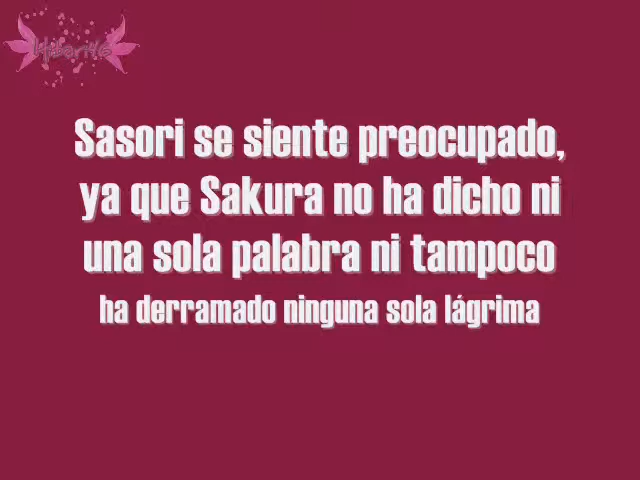 Sasori se siente preocupado,
ya que Sakura no ha dicho ni
una sola palabra ni tampoco
ha derramado ninguna sola lágrima